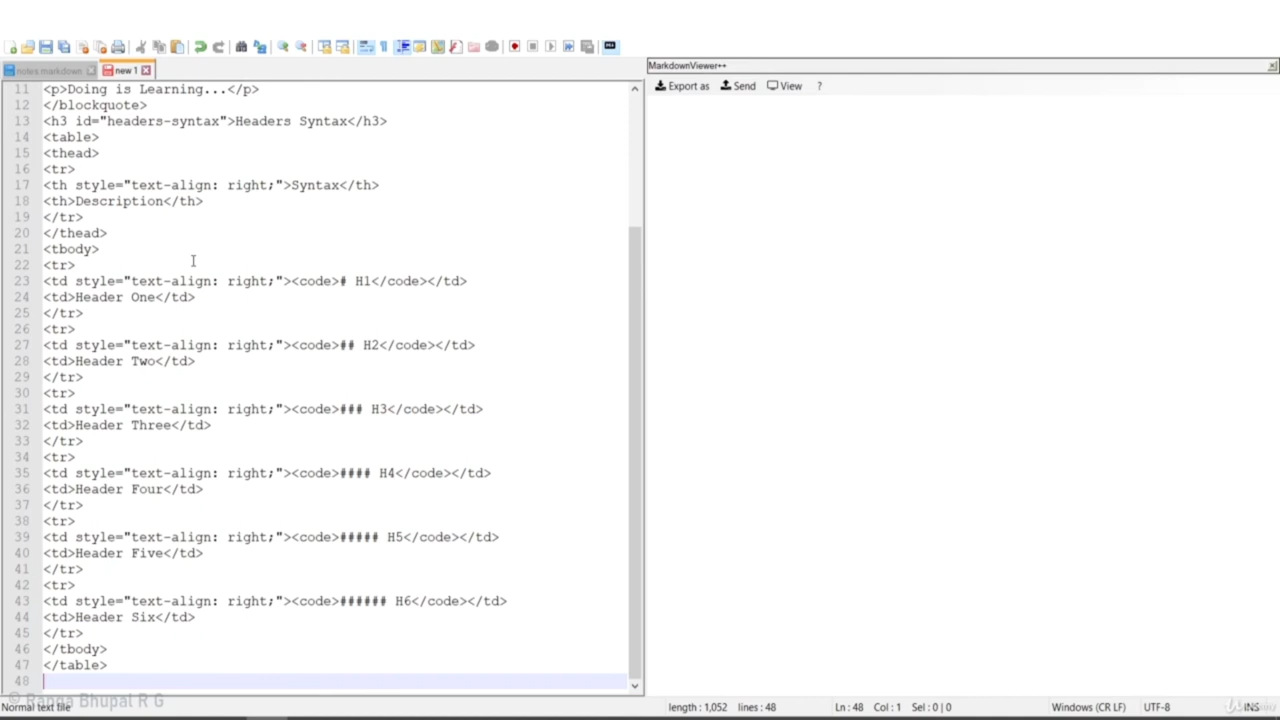 notes markdown
new 1
MarkdownViewer++
Export as
Send
View
?
11 <p>Doing is Learning...</p>
12 </blockquote>
13 <h3 id="headers-syntax">Headers Syntax</h3>
14 <table>
15 <thead>
16 <tr>
17 <th style="text-align: right;">Syntax</th>
18 <th>Description</th>
19 </tr>
20 </thead>
21 <tbody>
22 <tr>
23 <td style="text-align: right;"><code># H1</code></td>
24 <td>Header One</td>
25 </tr>
26 <tr>
27 <td style="text-align: right;"><code>## H2</code></td>
28 <td>Header Two</td>
29 </tr>
30 <tr>
31 <td style="text-align: right;"><code>### H3</code></td>
32 <td>Header Three</td>
33 </tr>
34 <tr>
35 <td style="text-align: right;"><code>#### H4</code></td>
36 <td>Header Four</td>
37 </tr>
38 <tr>
39 <td style="text-align: right;"><code>##### H5</code></td>
40 <td>Header Five</td>
41 </tr>
42 <tr>
43 <td style="text-align: right;"><code>###### H6</code></td>
44 <td>Header Six</td>
45 </tr>
46 </tbody>
47 </table>
48
© Ranga Bhupal R G
Normal text file
length : 1,052 lines : 48
Ln : 48 Col : 1 Sel : 0 | 0
Windows (CR LF)
UTF-8
INS